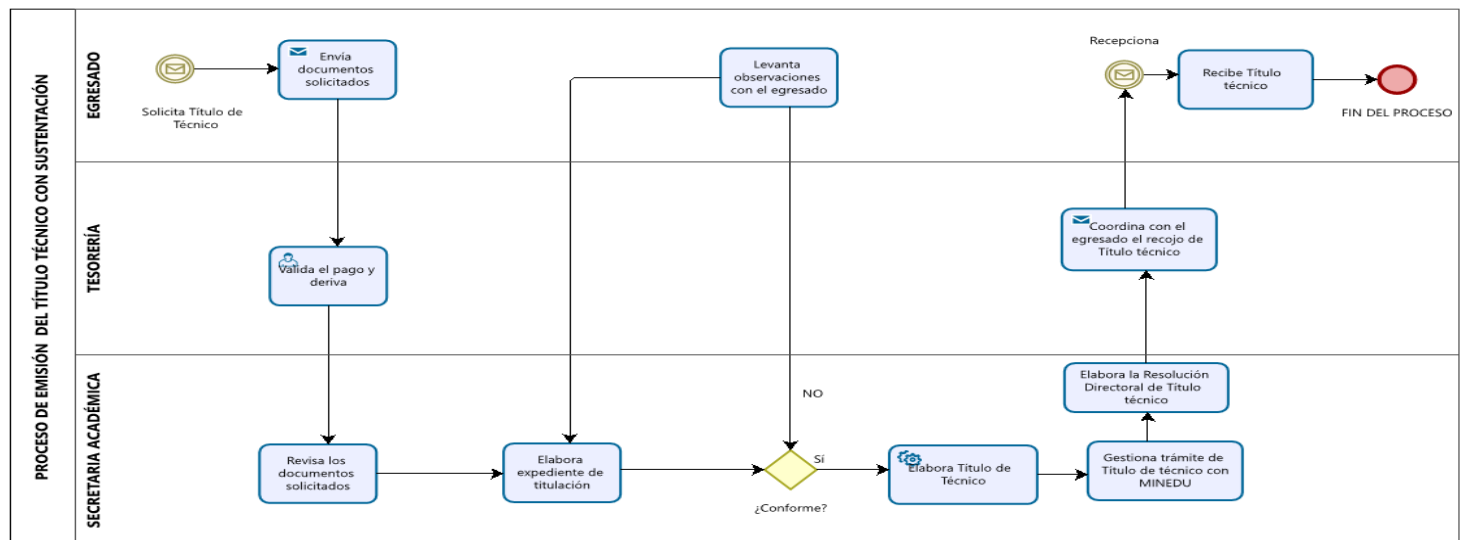 PROCESO DE EMISIÓN DEL TÍTULO TÉCNICO CON SUSTENTACIÓN
EGRESADO
Solicita Título de
Técnico
Envía
documentos
solicitados
Levanta
observaciones
con el egresado
Recepciona
Recibe Título
técnico
FIN DEL PROCESO
TESORERÍA
Valida el pago y
deriva
Coordina con el
egresado el recojo de
Título técnico
SECRETARIA ACADÉMICA
Revisa los
documentos
solicitados
Elabora
expediente de
titulación
NO
Sí
¿Conforme?
Elabora Título de
Técnico
Gestiona trámite de
Título de técnico con
MINEDU
Elabora la Resolución
Directoral de Título
técnico